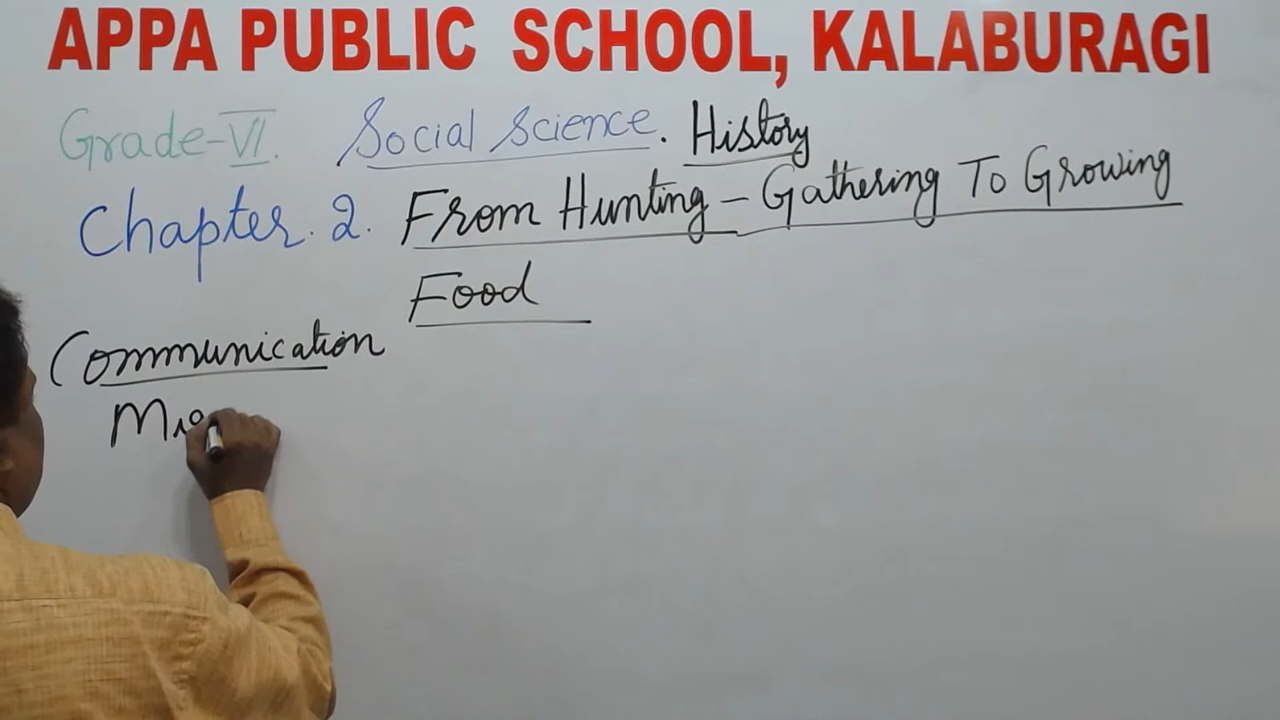 APPA PUBLIC SCHOOL, KALABURAGI
Grade-VI. Social Science. History
Chapter. 2. From Hunting - Gathering To Growing
Food
Communication